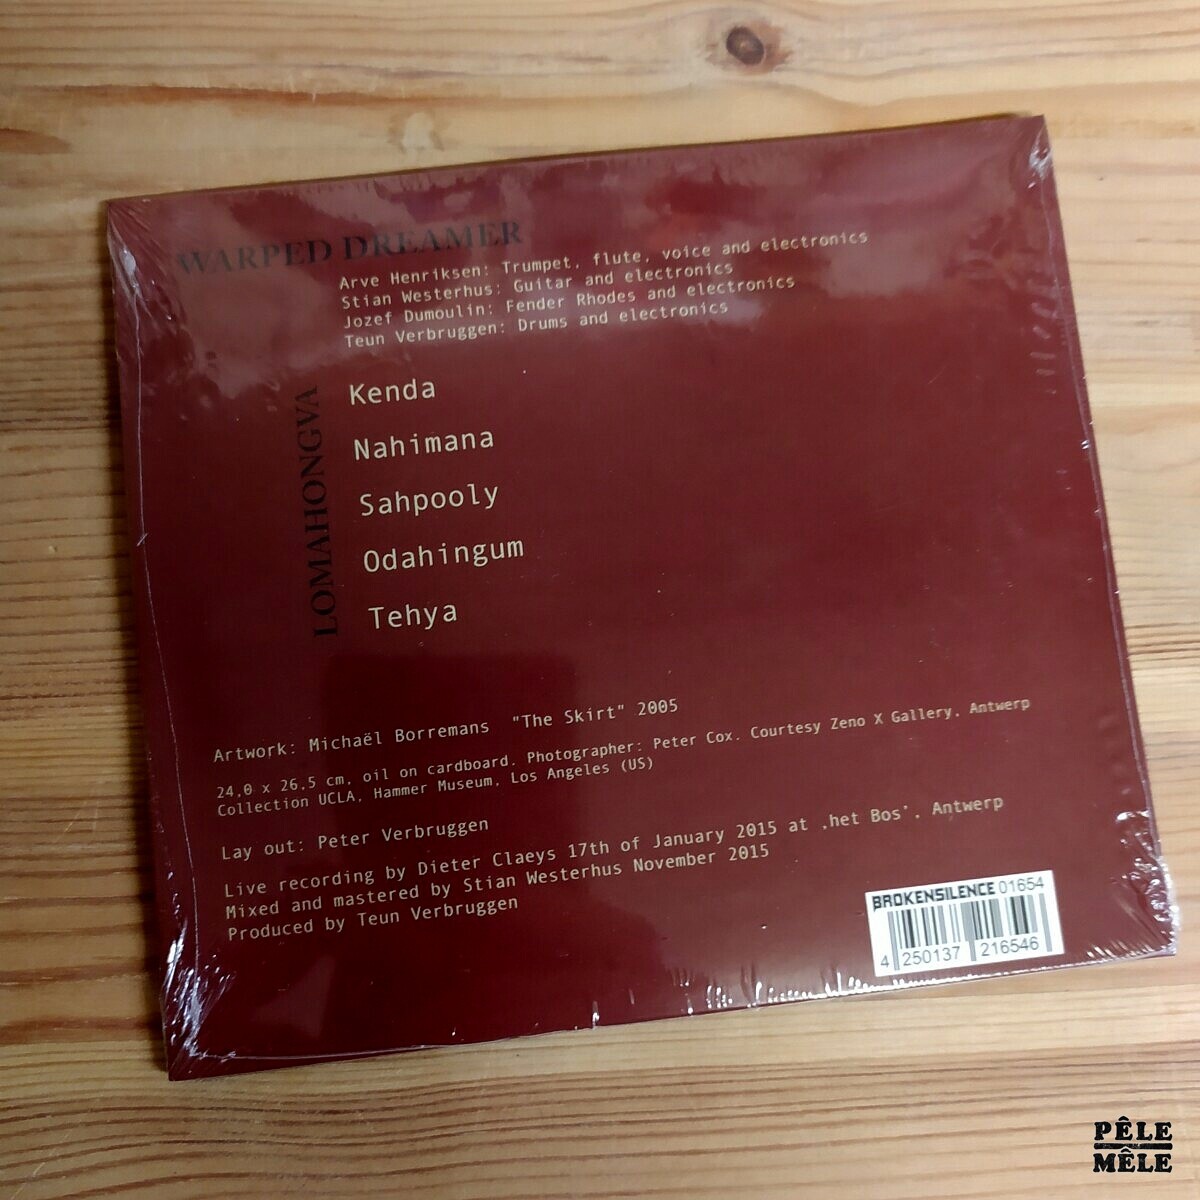 WARPED DREAMER
Arve Henriksen: Trumpet, flute, voice and electronics
Stian Westerhus: Guitar and electronics
Jozef Dumoulin: Fender Rhodes and electronics
Teun Verbruggen: Drums and electronics
LOMAHONGVA
Kenda
Nahimana
Sahpooly
Odahingum
Tehya
Artwork: Michaël Borremans "The Skirt" 2005
24,0 x 26,5 cm, oil on cardboard. Photographer: Peter Cox. Courtesy Zeno X Gallery, Antwerp
Collection UCLA, Hammer Museum, Los Angeles (US)
Lay out: Peter Verbruggen
Live recording by Dieter Claeys 17th of January 2015 at ,het Bos', Antwerp
Mixed and mastered by Stian Westerhus November 2015
Produced by Teun Verbruggen
BROKENSILENCE 01654
4 250137 216546
PÊLE
MÊLE